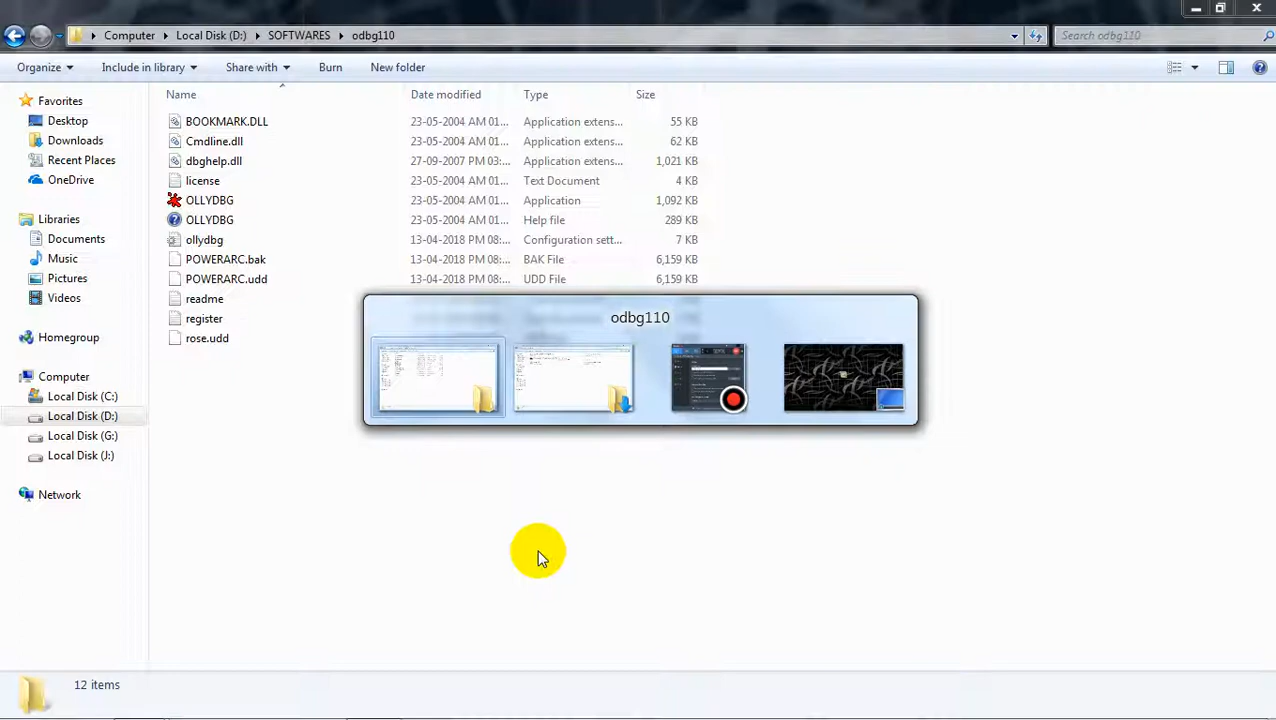 Computer Local Disk (D:) SOFTWARES odbg110 Search odbg110
Organize Include in library Share with Burn New folder
Favorites
Desktop
Downloads
Recent Places
OneDrive
Libraries
Documents
Music
Pictures
Videos
Homegroup
Computer
Local Disk (C:)
Local Disk (D:)
Local Disk (G:)
Local Disk (J:)
Network
Name Date modified Type Size
BOOKMARK.DLL 23-05-2004 AM 01... Application extens... 55 KB
Cmdline.dll 23-05-2004 AM 01... Application extens... 62 KB
dbghelp.dll 27-09-2007 PM 03:... Application extens... 1,021 KB
license 23-05-2004 AM 01... Text Document 4 KB
OLLYDBG 23-05-2004 AM 01... Application 1,092 KB
OLLYDBG 23-05-2004 AM 01... Help file 289 KB
ollydbg 13-04-2018 PM 08:... Configuration sett... 7 KB
POWERARC.bak 13-04-2018 PM 08:... BAK File 6,159 KB
POWERARC.udd 13-04-2018 PM 08:... UDD File 6,159 KB
readme
register
rose.udd
odbg110
12 items